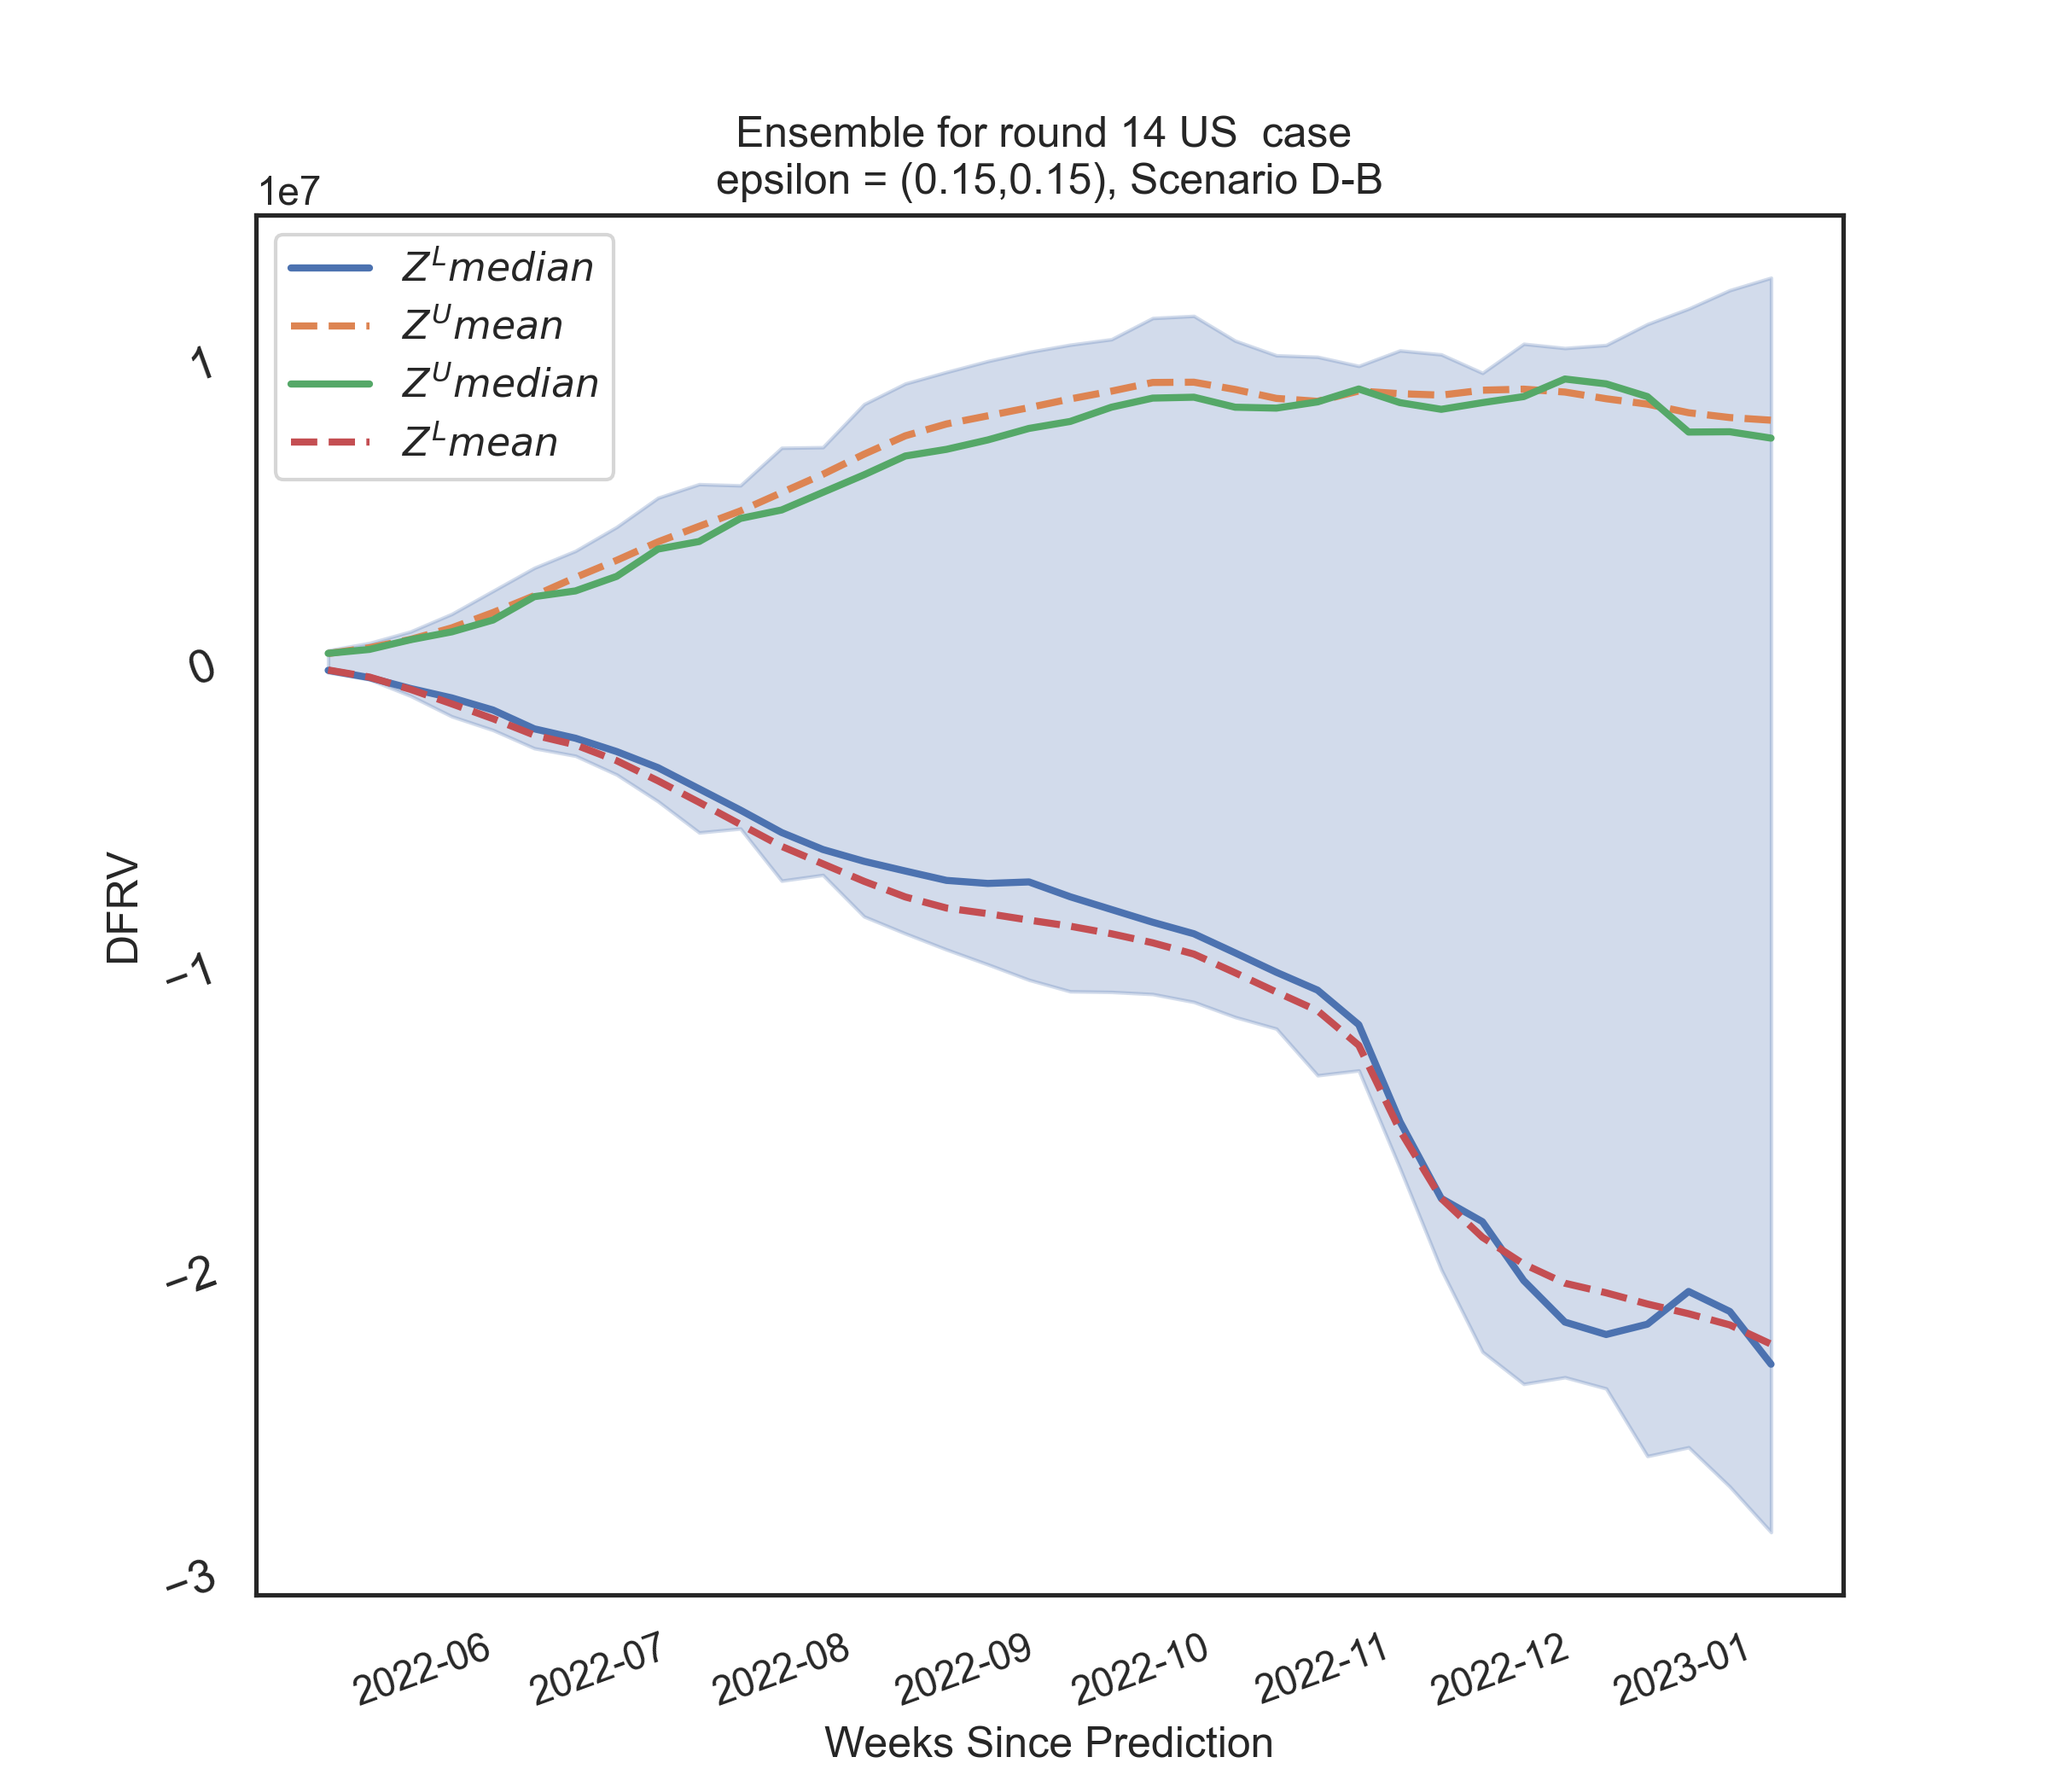 Ensemble for round 14 US  case
epsilon = (0.15,0.15), Scenario D-B
1e7
Z^L median
Z^U mean
Z^U median
Z^L mean
1
0
−1
−2
−3
DFRV
2022-06
2022-07
2022-08
2022-09
2022-10
2022-11
2022-12
2023-01
Weeks Since Prediction